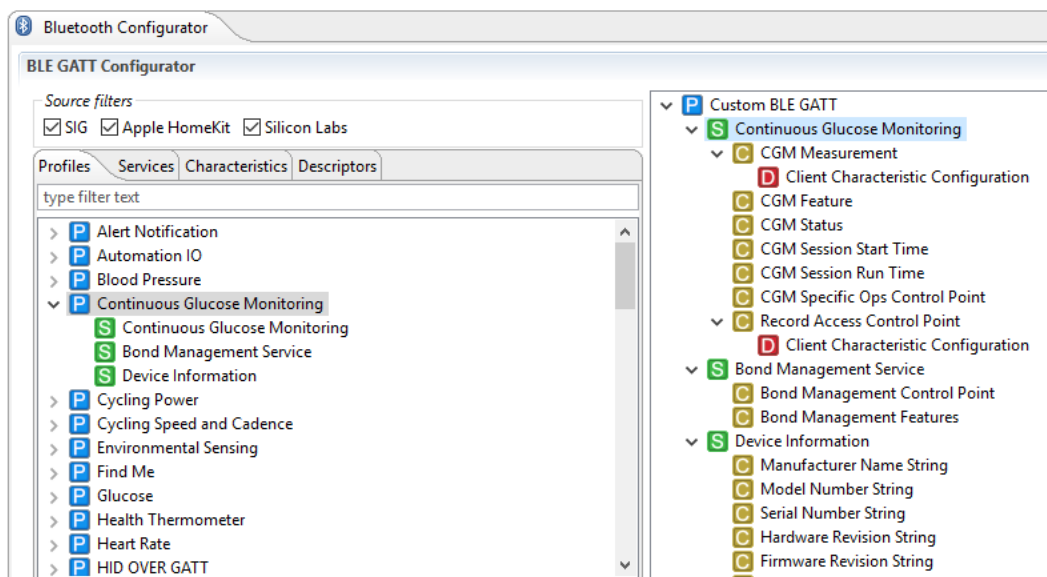 Bluetooth Configurator
BLE GATT Configurator
Source filters
SIG Apple HomeKit Silicon Labs
Profiles Services Characteristics Descriptors
type filter text
P Alert Notification
P Automation IO
P Blood Pressure
P Continuous Glucose Monitoring
S Continuous Glucose Monitoring
S Bond Management Service
S Device Information
P Cycling Power
P Cycling Speed and Cadence
P Environmental Sensing
P Find Me
P Glucose
P Health Thermometer
P Heart Rate
P HID OVER GATT
P Custom BLE GATT
S Continuous Glucose Monitoring
C CGM Measurement
D Client Characteristic Configuration
C CGM Feature
C CGM Status
C CGM Session Start Time
C CGM Session Run Time
C CGM Specific Ops Control Point
C Record Access Control Point
D Client Characteristic Configuration
S Bond Management Service
C Bond Management Control Point
C Bond Management Features
S Device Information
C Manufacturer Name String
C Model Number String
C Serial Number String
C Hardware Revision String
C Firmware Revision String